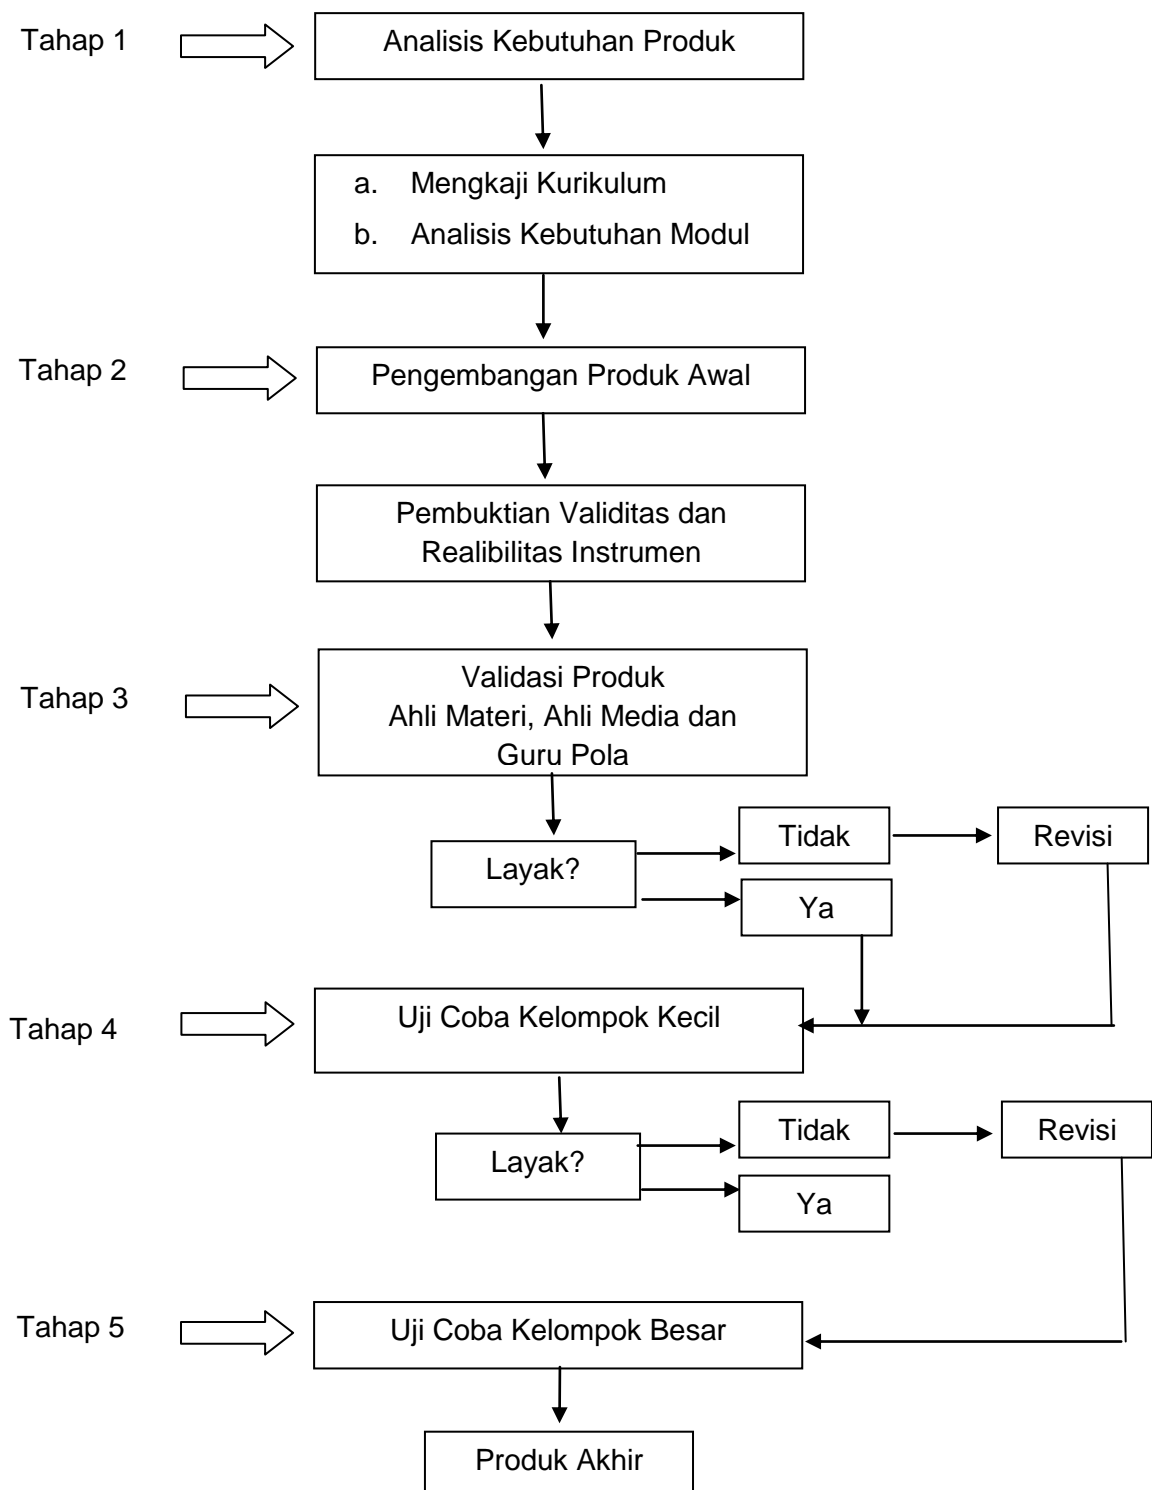 Tahap 1
Analisis Kebutuhan Produk
a. Mengkaji Kurikulum
b. Analisis Kebutuhan Modul
Tahap 2
Pengembangan Produk Awal
Pembuktian Validitas dan
Realibilitas Instrumen
Tahap 3
Validasi Produk
Ahli Materi, Ahli Media dan
Guru Pola
Layak?
Tidak
Revisi
Ya
Tahap 4
Uji Coba Kelompok Kecil
Layak?
Tidak
Revisi
Ya
Tahap 5
Uji Coba Kelompok Besar
Produk Akhir